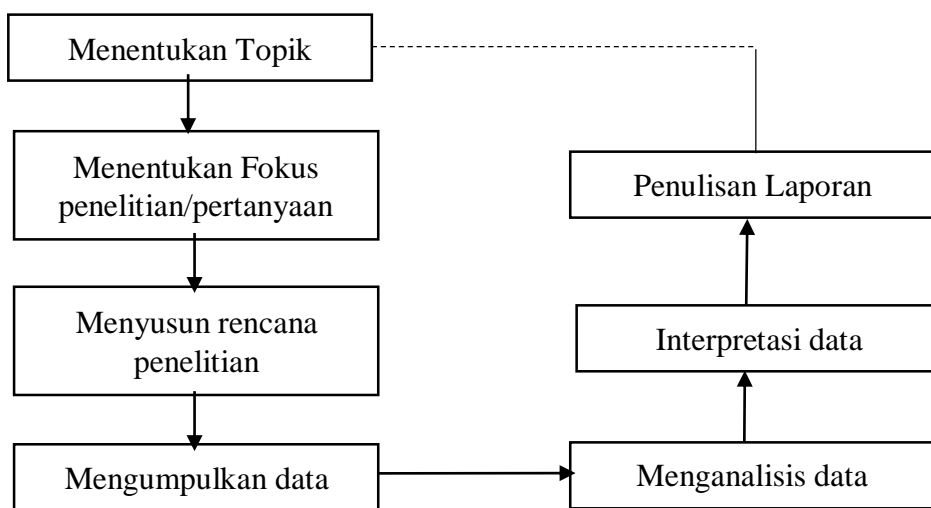 Menentukan Topik
Menentukan Fokus
penelitian/pertanyaan
Menyusun rencana
penelitian
Mengumpulkan data
Menganalisis data
Interpretasi data
Penulisan Laporan